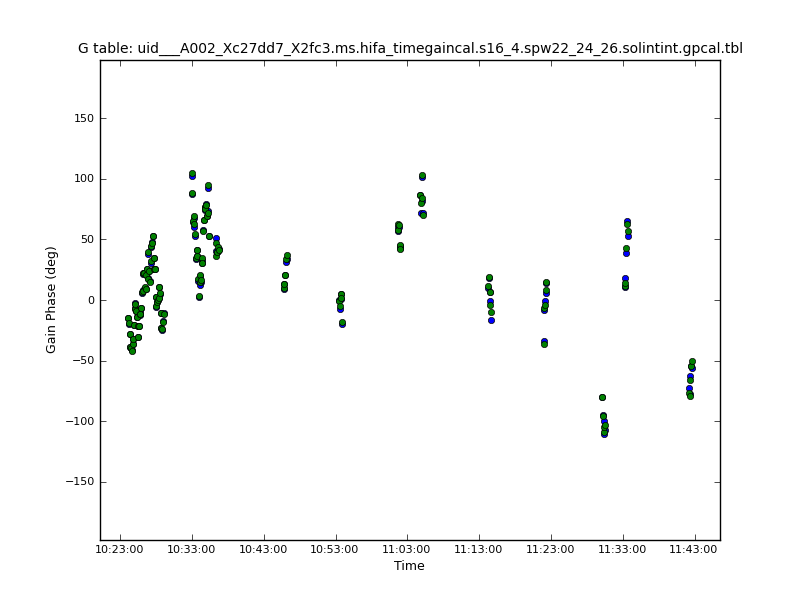 G table: uid___A002_Xc27dd7_X2fc3.ms.hifa_timegaincal.s16_4.spw22_24_26.solintint.gpcal.tbl
Gain Phase (deg)
150
100
50
0
−50
−100
−150
10:23:00 10:33:00 10:43:00 10:53:00 11:03:00 11:13:00 11:23:00 11:33:00 11:43:00
Time